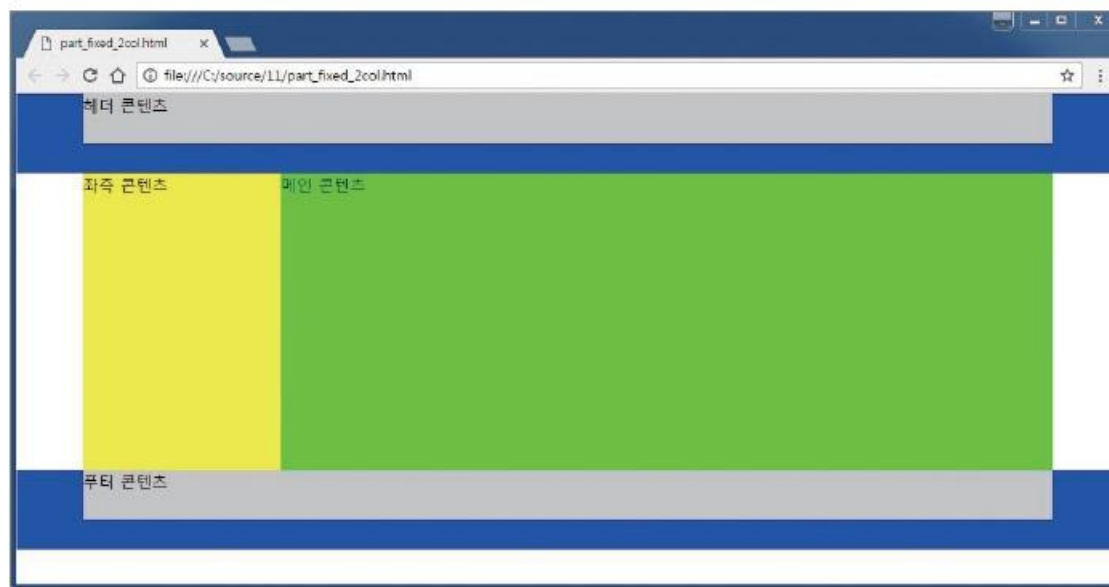 part_fixed_2col.html
file:///C:/source/11/part_fixed_2col.html
헤더 콘텐츠
좌측 콘텐츠
메인 콘텐츠
푸터 콘텐츠